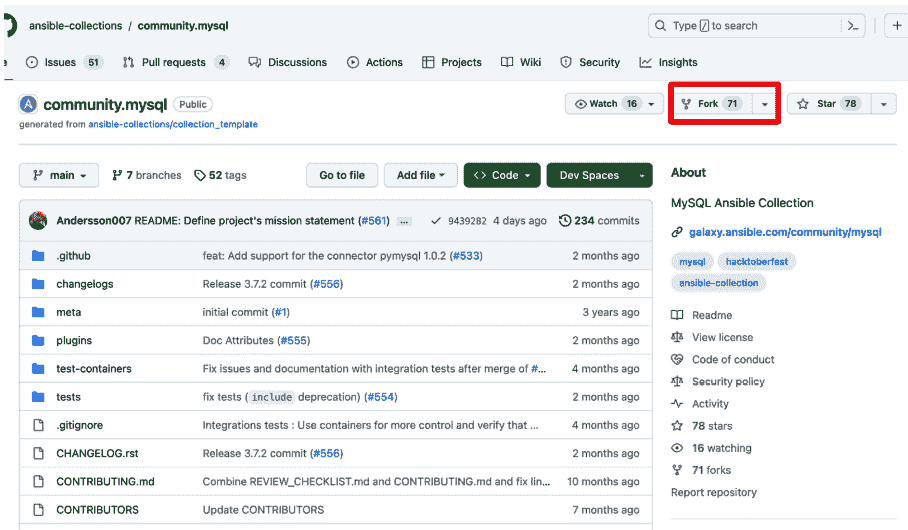 ansible-collections / community.mysql
Type / to search
Issues 51 Pull requests 4 Discussions Actions Projects Wiki Security Insights
community.mysql Public
Watch 16 Fork 71 Star 78
generated from ansible-collections/collection_template
main 7 branches 52 tags Go to file Add file Code Dev Spaces
Andersson007 README: Define project's mission statement (#561) ... 9439282 4 days ago 234 commits
.github feat: Add support for the connector pymysql 1.0.2 (#533) 2 months ago
changelogs Release 3.7.2 commit (#556) 2 months ago
meta initial commit (#1) 3 years ago
plugins Doc Attributes (#555) 2 months ago
test-containers Fix issues and documentation with integration tests after merge of #... 4 months ago
tests fix tests (include deprecation) (#554) 2 months ago
.gitignore Integrations tests : Use containers for more control and verify that ... 4 months ago
CHANGELOG.rst Release 3.7.2 commit (#556) 2 months ago
CONTRIBUTING.md Combine REVIEW_CHECKLIST.md and CONTRIBUTING.md and fix lin... 10 months ago
CONTRIBUTORS Update CONTRIBUTORS 7 months ago
About
MySQL Ansible Collection
galaxy.ansible.com/community/mysql
mysql hacktoberfest
ansible-collection
Readme
View license
Code of conduct
Security policy
Activity
78 stars
16 watching
71 forks
Report repository